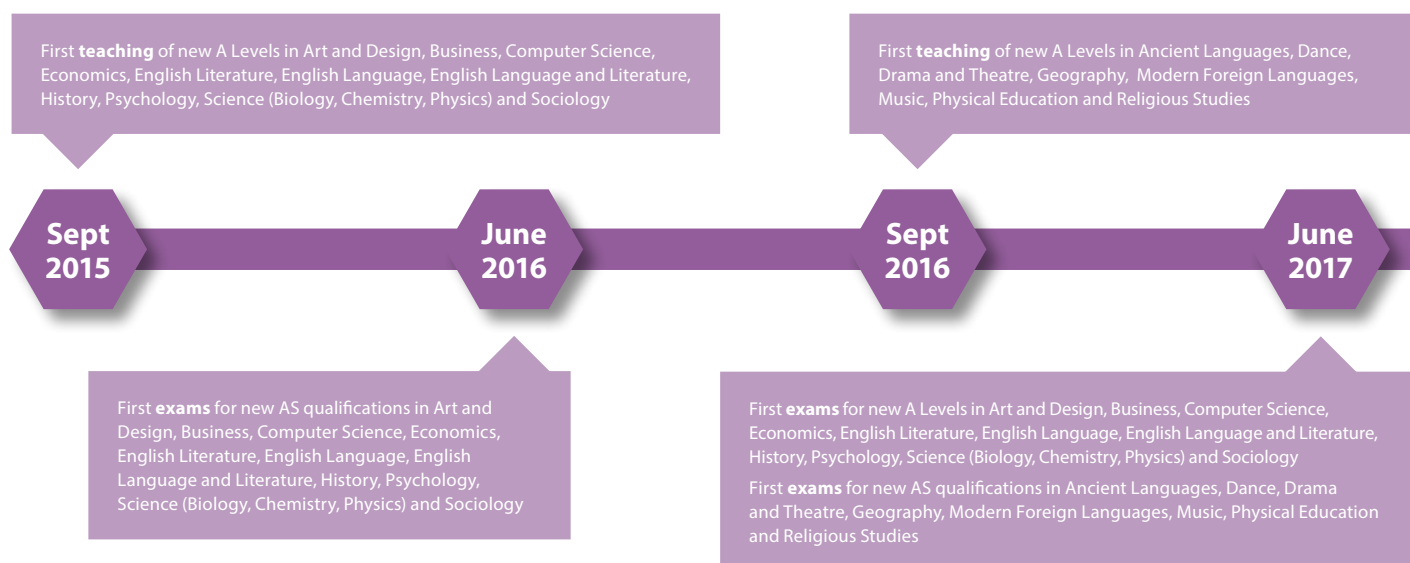 First teaching of new A Levels in Art and Design, Business, Computer Science,
Economics, English Literature, English Language, English Language and Literature,
History, Psychology, Science (Biology, Chemistry, Physics) and Sociology
First teaching of new A Levels in Ancient Languages, Dance,
Drama and Theatre, Geography, Modern Foreign Languages,
Music, Physical Education and Religious Studies
Sept
2015
June
2016
Sept
2016
June
2017
First exams for new AS qualifications in Art and
Design, Business, Computer Science, Economics,
English Literature, English Language, English
Language and Literature, History, Psychology,
Science (Biology, Chemistry, Physics) and Sociology
First exams for new A Levels in Art and Design, Business, Computer Science,
Economics, English Literature, English Language, English Language and Literature,
History, Psychology, Science (Biology, Chemistry, Physics) and Sociology
First exams for new AS qualifications in Ancient Languages, Dance, Drama
and Theatre, Geography, Modern Foreign Languages, Music, Physical Education
and Religious Studies